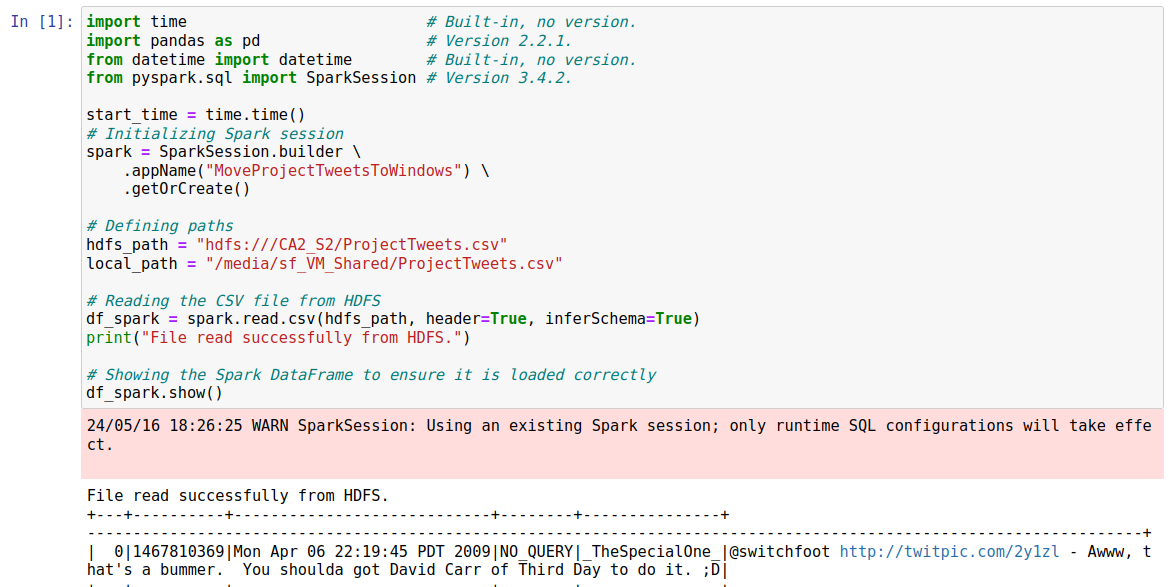 In [1]: import time                          # Built-in, no version.
import pandas as pd                  # Version 2.2.1.
from datetime import datetime        # Built-in, no version.
from pyspark.sql import SparkSession # Version 3.4.2.
start_time = time.time()
# Initializing Spark session
spark = SparkSession.builder \
    .appName("MoveProjectTweetsToWindows") \
    .getOrCreate()
# Defining paths
hdfs_path = "hdfs:///CA2_S2/ProjectTweets.csv"
local_path = "/media/sf_VM_Shared/ProjectTweets.csv"
# Reading the CSV file from HDFS
df_spark = spark.read.csv(hdfs_path, header=True, inferSchema=True)
print("File read successfully from HDFS.")
# Showing the Spark DataFrame to ensure it is loaded correctly
df_spark.show()
24/05/16 18:26:25 WARN SparkSession: Using an existing Spark session; only runtime SQL configurations will take effe
ct.
File read successfully from HDFS.
+---+----------+----------------------------+--------+---------------+
-------------------------------------------------------------------------------------------------------------------+
|  0|1467810369|Mon Apr 06 22:19:45 PDT 2009|NO_QUERY|_TheSpecialOne_|@switchfoot http://twitpic.com/2y1zl - Awww, t
hat's a bummer.  You shoulda got David Carr of Third Day to do it. ;D|